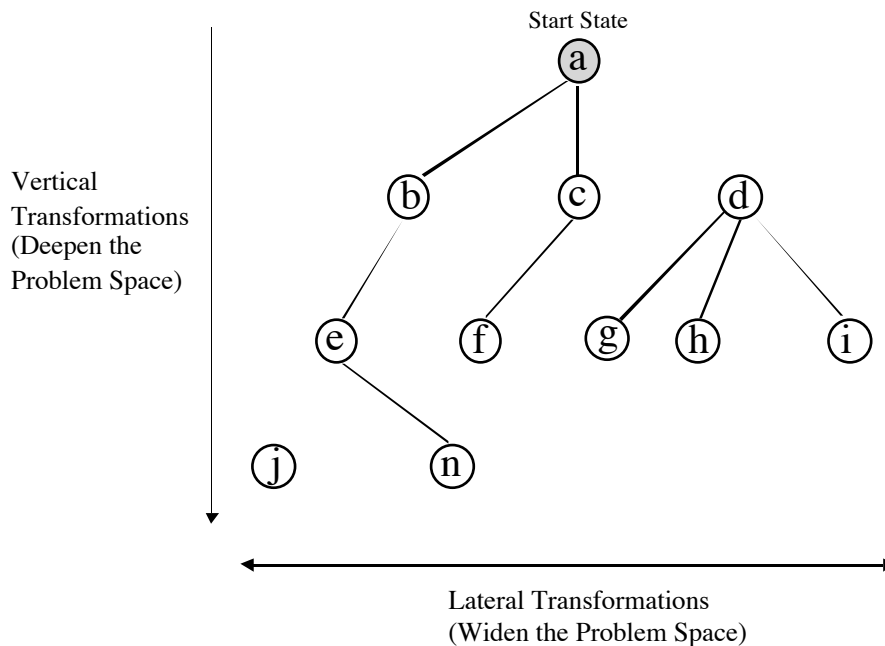 Start State
a
Vertical
Transformations
(Deepen the
Problem Space)
b
c
d
e
f
g
h
i
j
n
Lateral Transformations
(Widen the Problem Space)